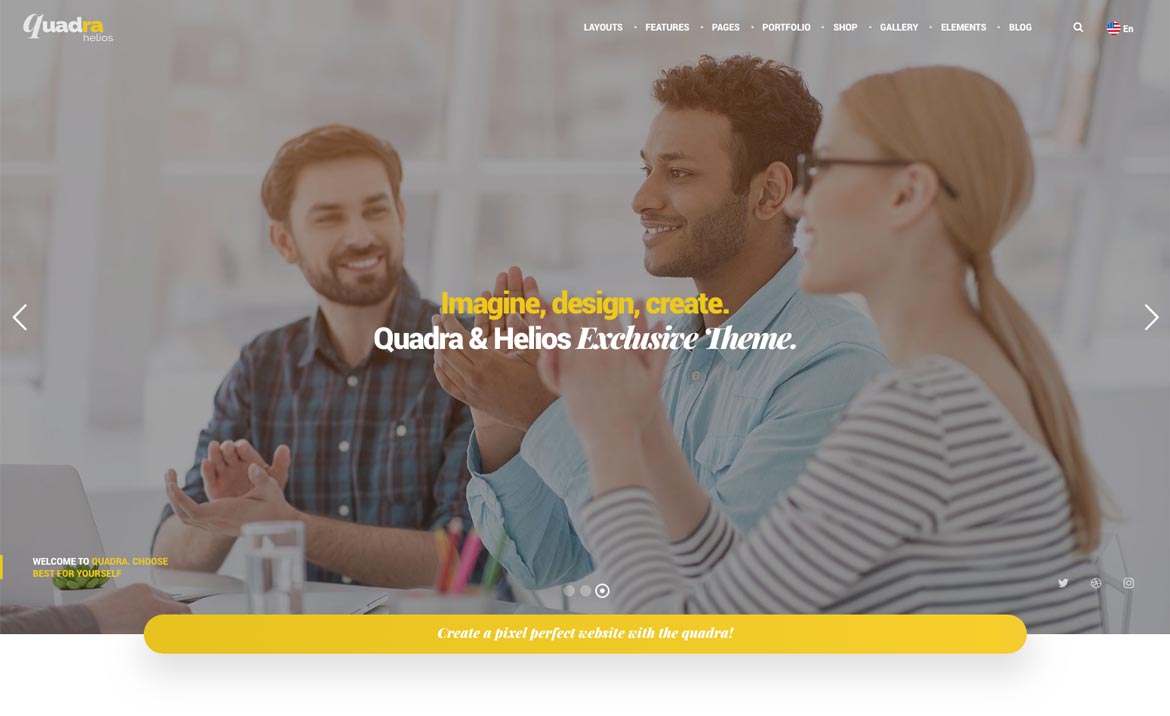 Quadra
helios
LAYOUTS • FEATURES • PAGES • PORTFOLIO • SHOP • GALLERY • ELEMENTS • BLOG
En
Imagine, design, create.
Quadra & Helios Exclusive Theme.
WELCOME TO QUADRA. CHOOSE
BEST FOR YOURSELF
Create a pixel perfect website with the quadra!